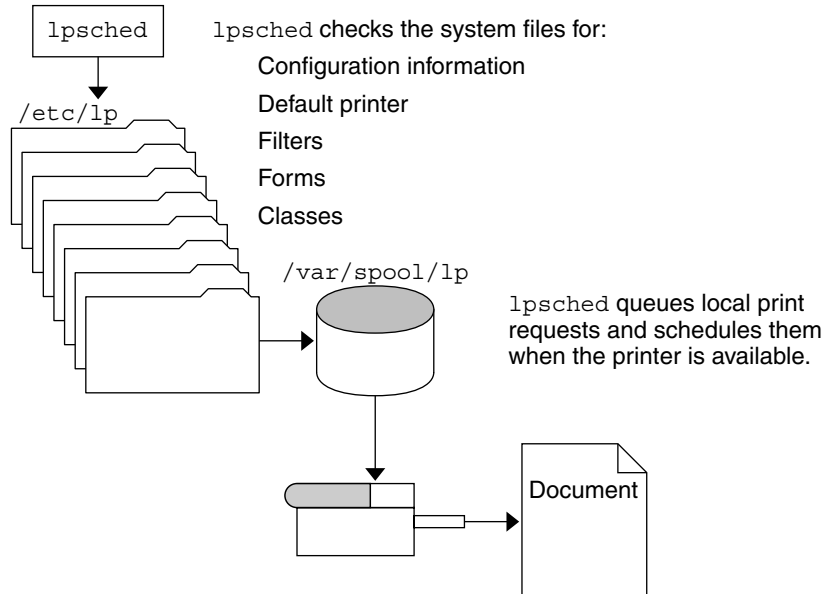 lpsched
lpsched checks the system files for:
Configuration information
/etc/lp
Default printer
Filters
Forms
Classes
/var/spool/lp
lpsched queues local print
requests and schedules them
when the printer is available.
Document